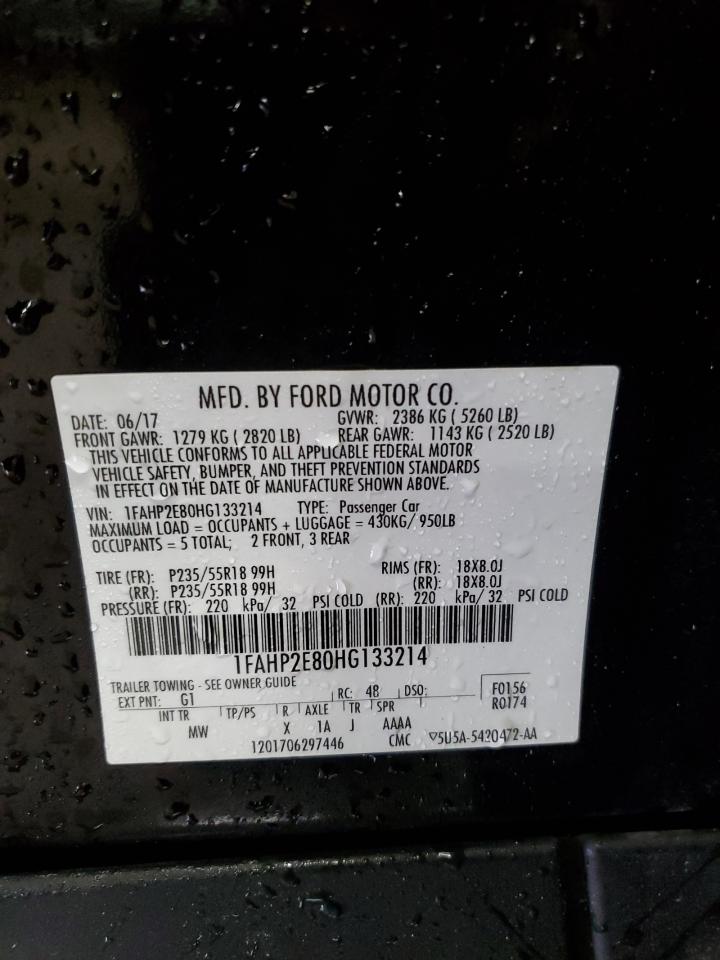 MFD. BY FORD MOTOR CO.
DATE: 06/17 GVWR: 2386 KG ( 5260 LB)
FRONT GAWR: 1279 KG ( 2820 LB) REAR GAWR: 1143 KG ( 2520 LB)
THIS VEHICLE CONFORMS TO ALL APPLICABLE FEDERAL MOTOR
VEHICLE SAFETY, BUMPER, AND THEFT PREVENTION STANDARDS
IN EFFECT ON THE DATE OF MANUFACTURE SHOWN ABOVE.
VIN: 1FAHP2E80HG133214 TYPE: Passenger Car
MAXIMUM LOAD = OCCUPANTS + LUGGAGE = 430KG/ 950LB
OCCUPANTS = 5 TOTAL; 2 FRONT, 3 REAR
TIRE (FR): P235/55R18 99H RIMS (FR): 18X8.0J
(RR): P235/55R18 99H (RR): 18X8.0J
PRESSURE (FR): 220 kPa/ 32 PSI COLD (RR): 220 kPa/ 32 PSI COLD
1FAHP2E80HG133214
TRAILER TOWING - SEE OWNER GUIDE F0156
EXT PNT: G1 RC: 48 DSO: R0174
INT TR TP/PS R AXLE TR SPR
MW X 1A J AAAA
1201706297446 CMC ▽5U5A-5420472-AA